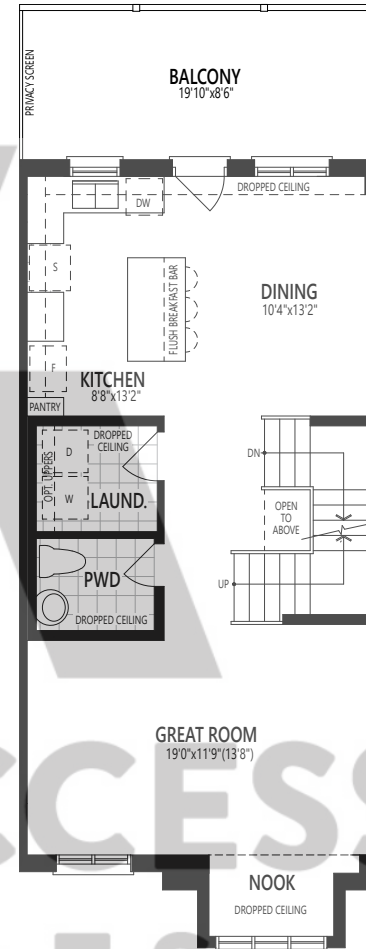 PRIVACY SCREEN
BALCONY
19'10"x8'6"
DROPPED CEILING
DW
S
FLUSH BREAKFAST BAR
DINING
10'4"x13'2"
F
KITCHEN
8'8"x13'2"
PANTRY
OPT. UPPERS
D
DROPPED
CEILING
W
LAUND.
DN
OPEN
TO
ABOVE
UP
PWD
DROPPED CEILING
GREAT ROOM
19'0"x11'9"(13'8")
CCESS
NOOK
DROPPED CEILING